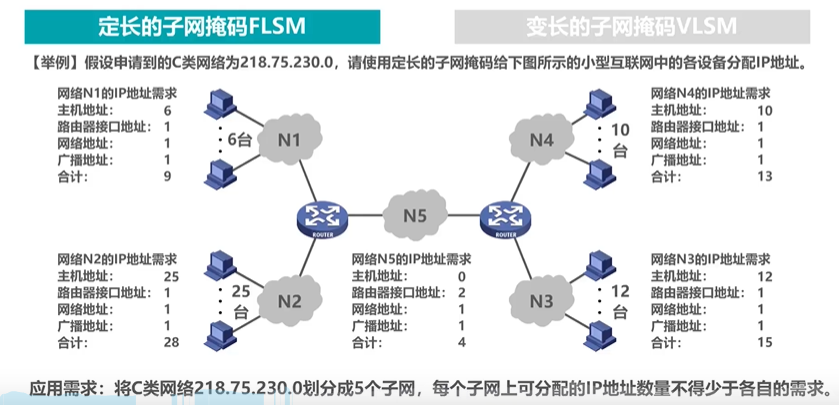 定长的子网掩码FLSM
变长的子网掩码VLSM
【举例】假设申请到的C类网络为218.75.230.0，请使用定长的子网掩码给下图所示的小型互联网中的各设备分配IP地址。
网络N1的IP地址需求
主机地址： 6
路由器接口地址： 1
网络地址： 1
广播地址： 1
合计： 9
6台
N1
N4
10
台
网络N4的IP地址需求
主机地址： 10
路由器接口地址： 1
网络地址： 1
广播地址： 1
合计： 13
ROUTER
N5
ROUTER
网络N2的IP地址需求
主机地址： 25
路由器接口地址： 1
网络地址： 1
广播地址： 1
合计： 28
25
台
N2
网络N5的IP地址需求
主机地址： 0
路由器接口地址： 2
网络地址： 1
广播地址： 1
合计： 4
N3
12
台
网络N3的IP地址需求
主机地址： 12
路由器接口地址： 1
网络地址： 1
广播地址： 1
合计： 15
应用需求：将C类网络218.75.230.0划分成5个子网，每个子网上可分配的IP地址数量不得少于各自的需求。